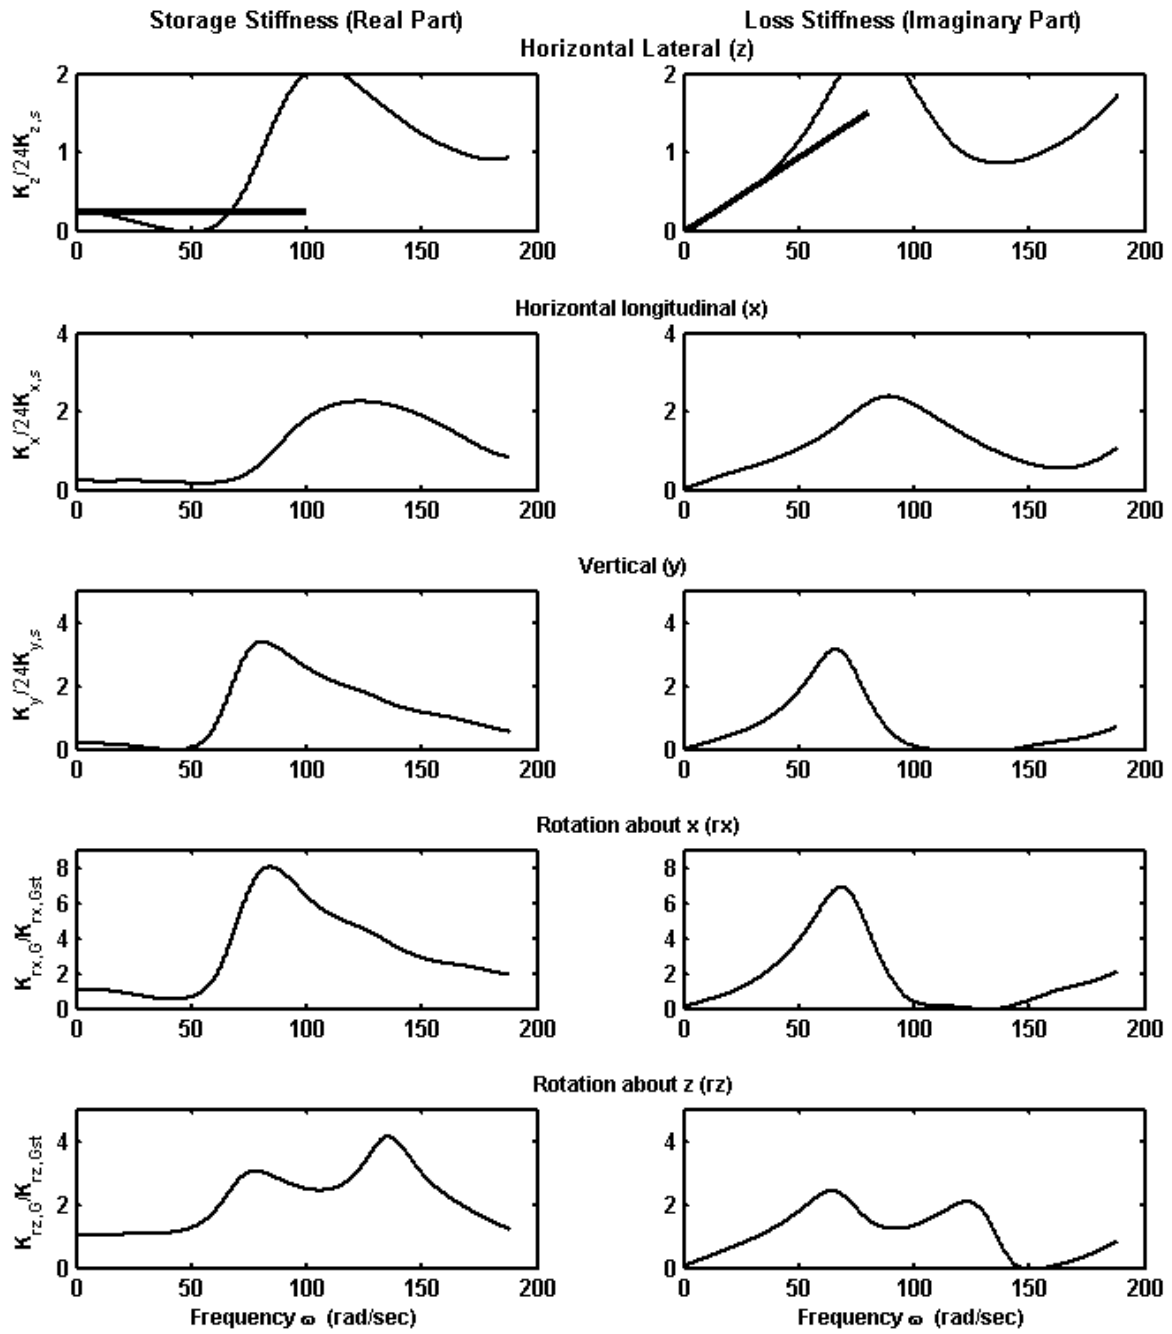 Storage Stiffness (Real Part) Loss Stiffness (Imaginary Part)
Horizontal Lateral (z)
K_z/24K_z,s
2
1
0
0 50 100 150 200
2
1
0
0 50 100 150 200
Horizontal longitudinal (x)
K_x/24K_x,s
4
2
0
0 50 100 150 200
4
2
0
0 50 100 150 200
Vertical (y)
K_y/24K_y,s
4
2
0
0 50 100 150 200
4
2
0
0 50 100 150 200
Rotation about x (rx)
K_rx,G/K_rx,Gst
8
6
4
2
0
0 50 100 150 200
8
6
4
2
0
0 50 100 150 200
Rotation about z (rz)
K_rz,G/K_rz,Gst
4
2
0
0 50 100 150 200
4
2
0
0 50 100 150 200
Frequency ω (rad/sec) Frequency ω (rad/sec)